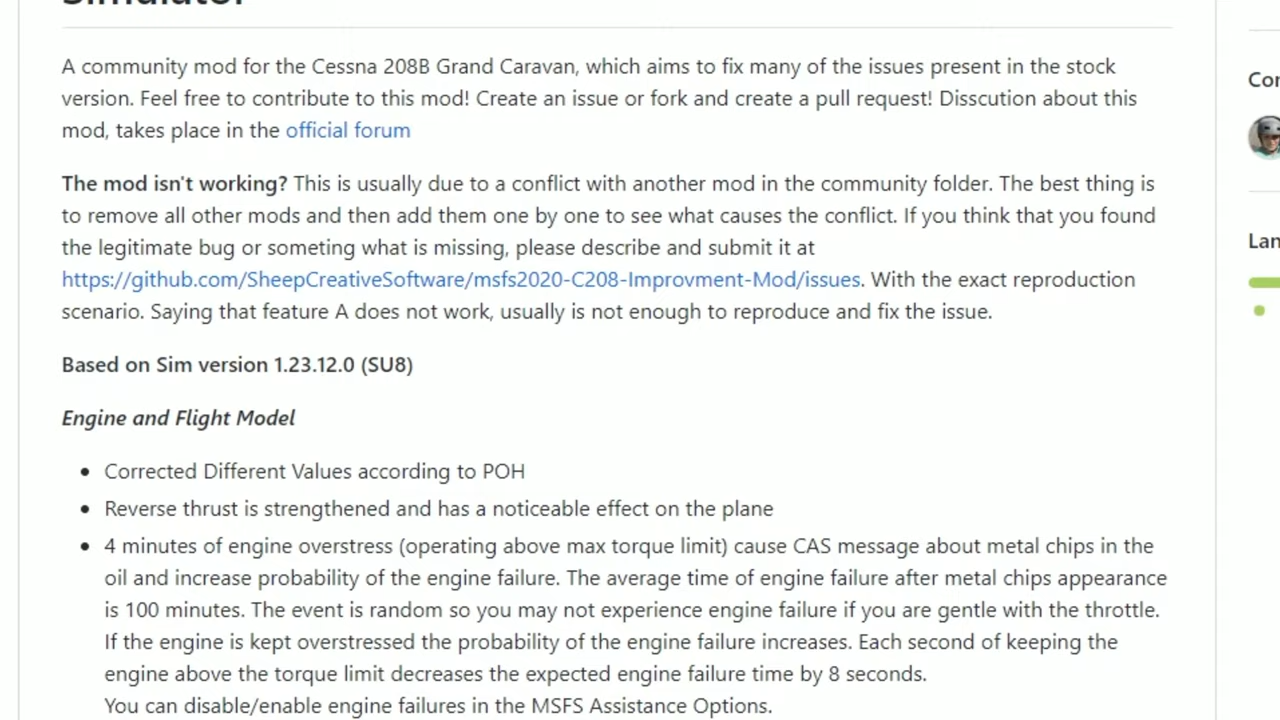 Simulator
A community mod for the Cessna 208B Grand Caravan, which aims to fix many of the issues present in the stock
version. Feel free to contribute to this mod! Create an issue or fork and create a pull request! Disscution about this
mod, takes place in the official forum
The mod isn't working? This is usually due to a conflict with another mod in the community folder. The best thing is
to remove all other mods and then add them one by one to see what causes the conflict. If you think that you found
the legitimate bug or someting what is missing, please describe and submit it at
https://github.com/SheepCreativeSoftware/msfs2020-C208-Improvment-Mod/issues. With the exact reproduction
scenario. Saying that feature A does not work, usually is not enough to reproduce and fix the issue.
Based on Sim version 1.23.12.0 (SU8)
Engine and Flight Model
• Corrected Different Values according to POH
• Reverse thrust is strengthened and has a noticeable effect on the plane
• 4 minutes of engine overstress (operating above max torque limit) cause CAS message about metal chips in the
oil and increase probability of the engine failure. The average time of engine failure after metal chips appearance
is 100 minutes. The event is random so you may not experience engine failure if you are gentle with the throttle.
If the engine is kept overstressed the probability of the engine failure increases. Each second of keeping the
engine above the torque limit decreases the expected engine failure time by 8 seconds.
You can disable/enable engine failures in the MSFS Assistance Options.
Con
Lan